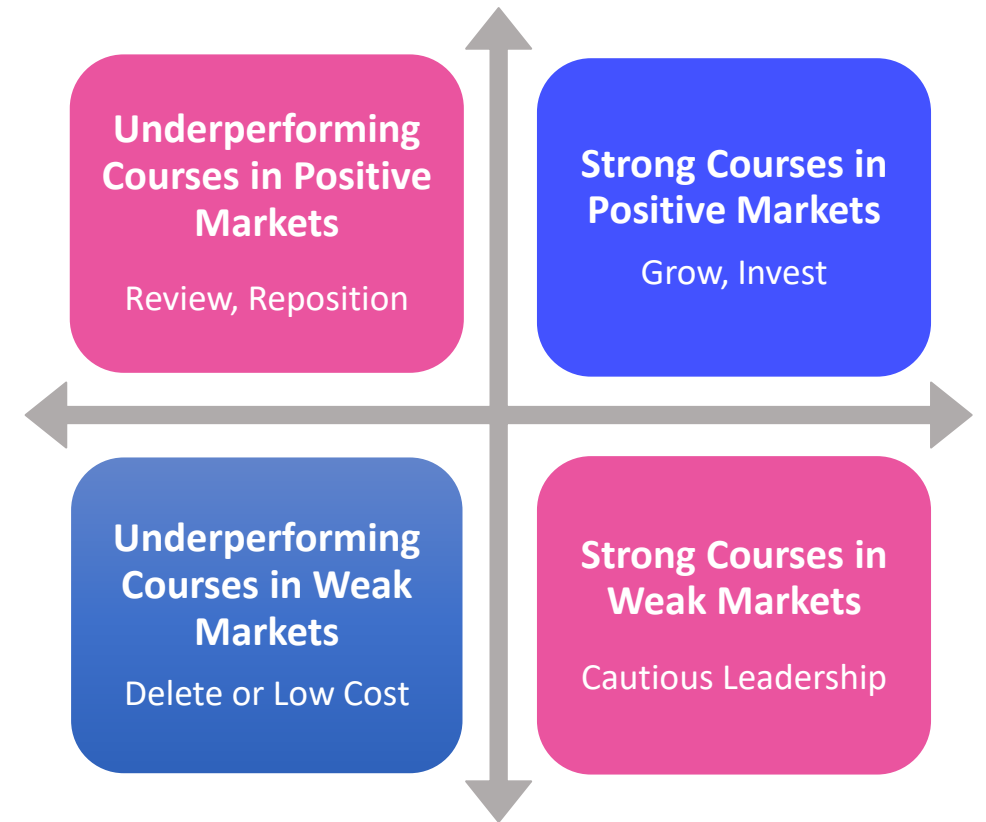 Underperforming
Courses in Positive
Markets
Review, Reposition
Strong Courses in
Positive Markets
Grow, Invest
Underperforming
Courses in Weak
Markets
Delete or Low Cost
Strong Courses in
Weak Markets
Cautious Leadership